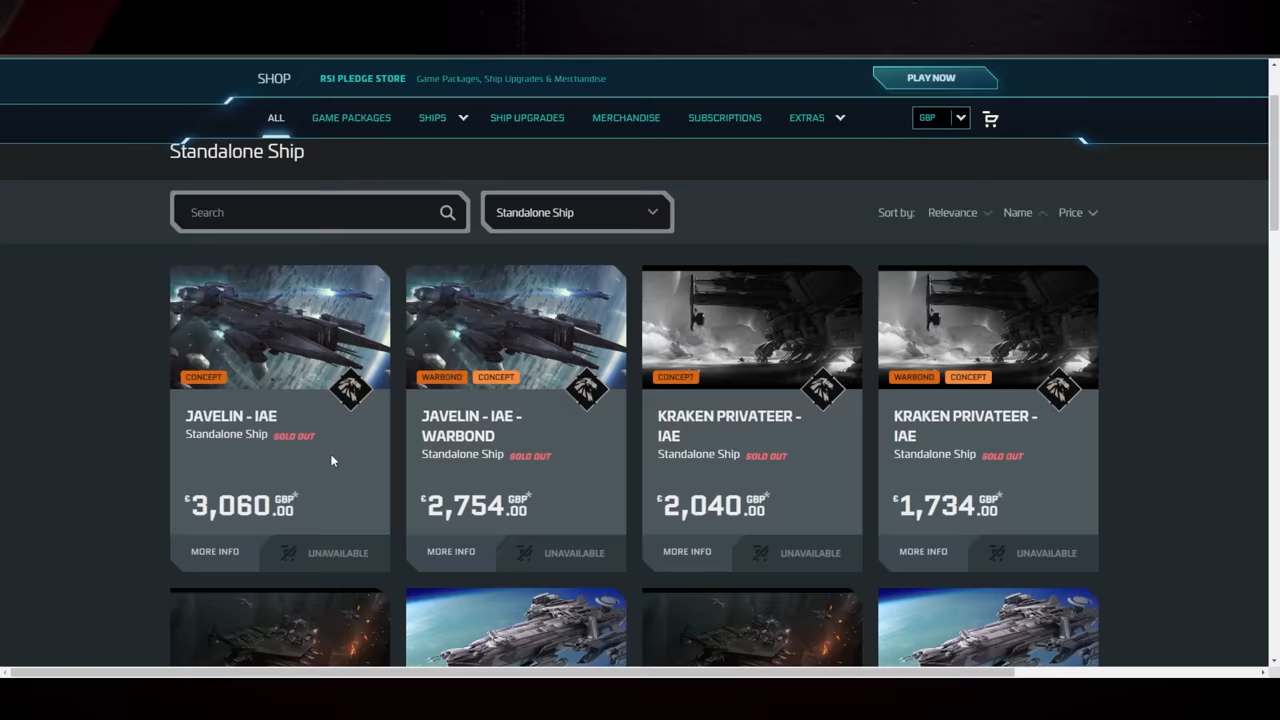 SHOP RSI PLEDGE STORE Game Packages, Ship Upgrades & Merchandise PLAY NOW
ALL GAME PACKAGES SHIPS SHIP UPGRADES MERCHANDISE SUBSCRIPTIONS EXTRAS GBP
Standalone Ship
Search Standalone Ship Sort by: Relevance Name Price
CONCEPT
JAVELIN - IAE
Standalone Ship SOLD OUT
£3,060.00 GBP*
MORE INFO UNAVAILABLE
WARBOND CONCEPT
JAVELIN - IAE -
WARBOND
Standalone Ship SOLD OUT
£2,754.00 GBP*
MORE INFO UNAVAILABLE
CONCEPT
KRAKEN PRIVATEER -
IAE
Standalone Ship SOLD OUT
£2,040.00 GBP*
MORE INFO UNAVAILABLE
WARBOND CONCEPT
KRAKEN PRIVATEER -
IAE
Standalone Ship SOLD OUT
£1,734.00 GBP*
MORE INFO UNAVAILABLE